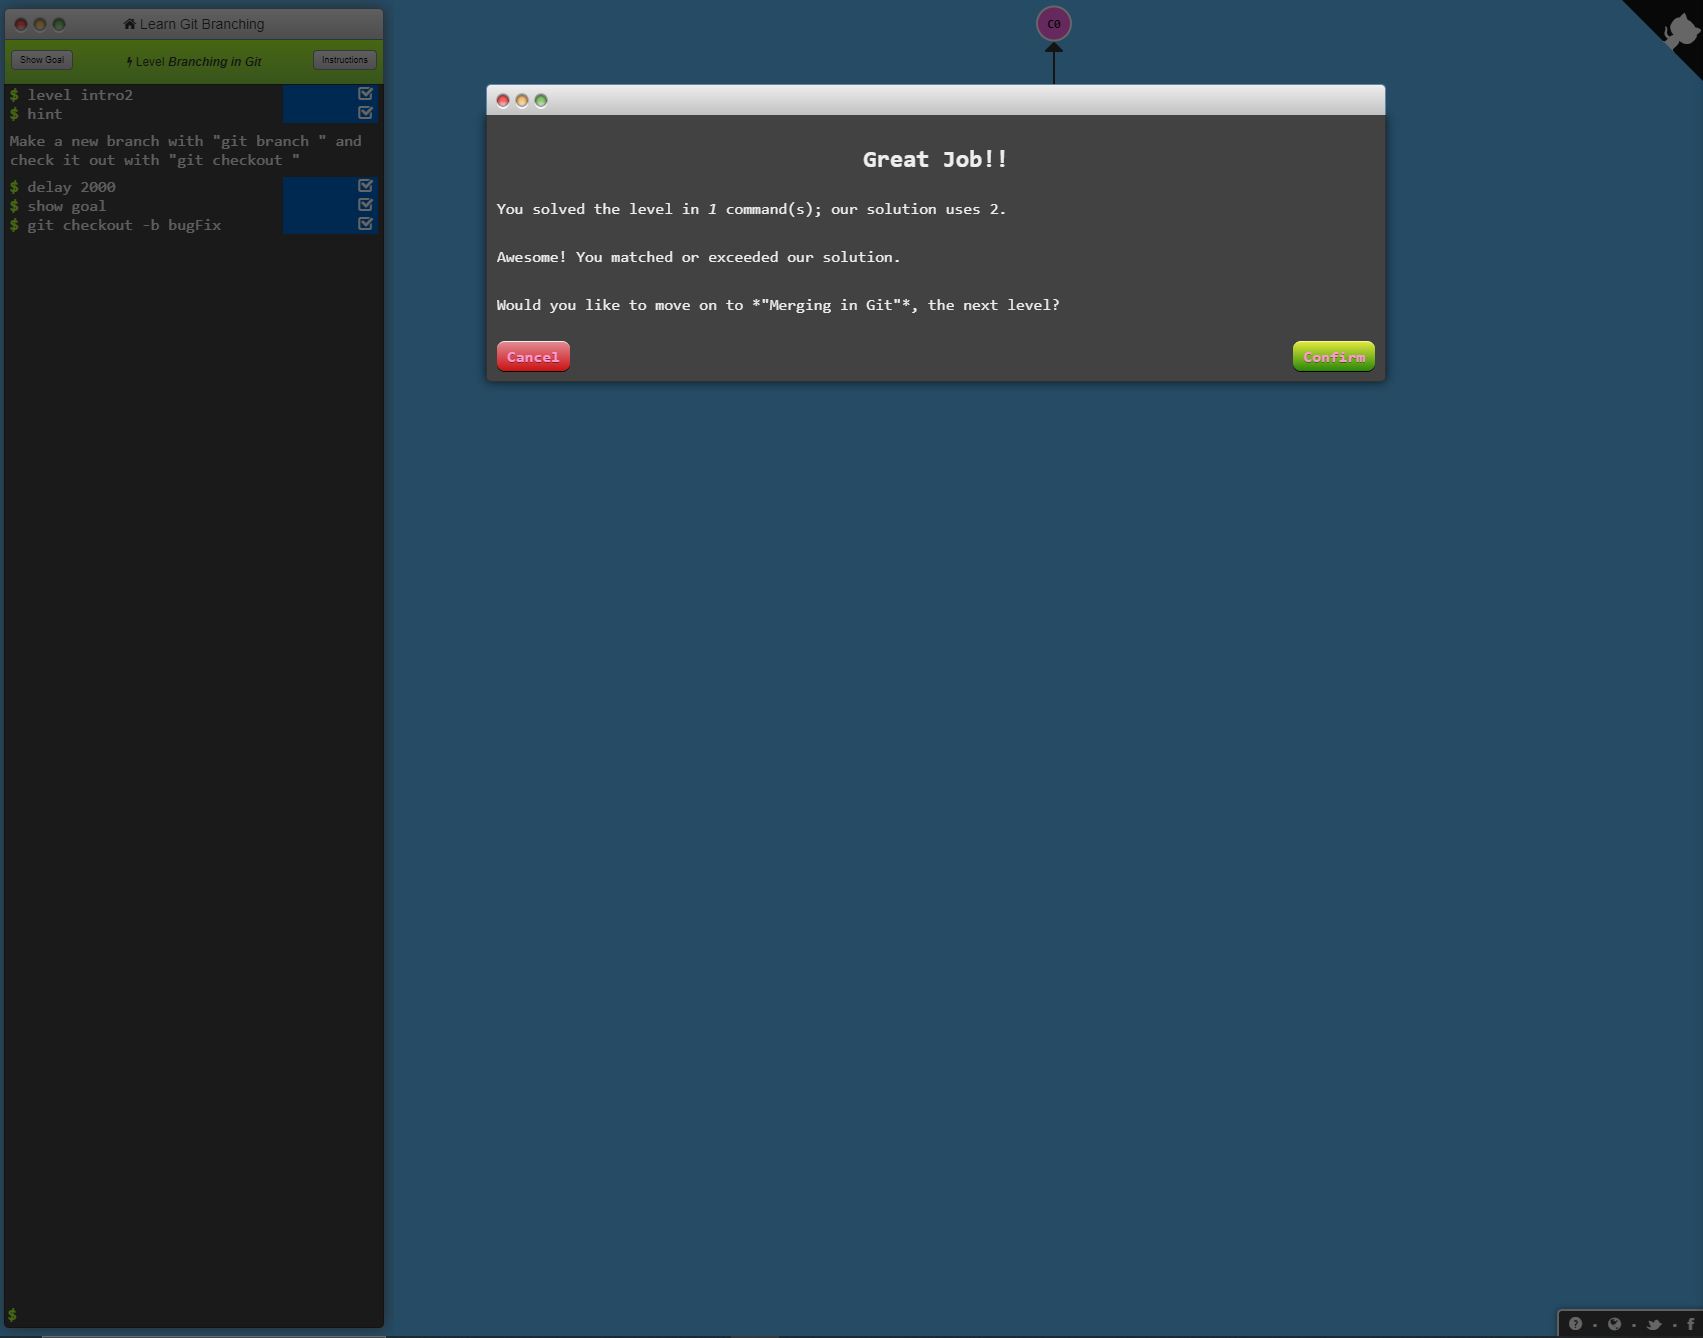 Learn Git Branching
Show Goal
Level Branching in Git
Instructions
$ level intro2
$ hint
Make a new branch with "git branch " and
check it out with "git checkout "
$ delay 2000
$ show goal
$ git checkout -b bugFix
$
C0
Great Job!!
You solved the level in 1 command(s); our solution uses 2.
Awesome! You matched or exceeded our solution.
Would you like to move on to *"Merging in Git"*, the next level?
Cancel
Confirm